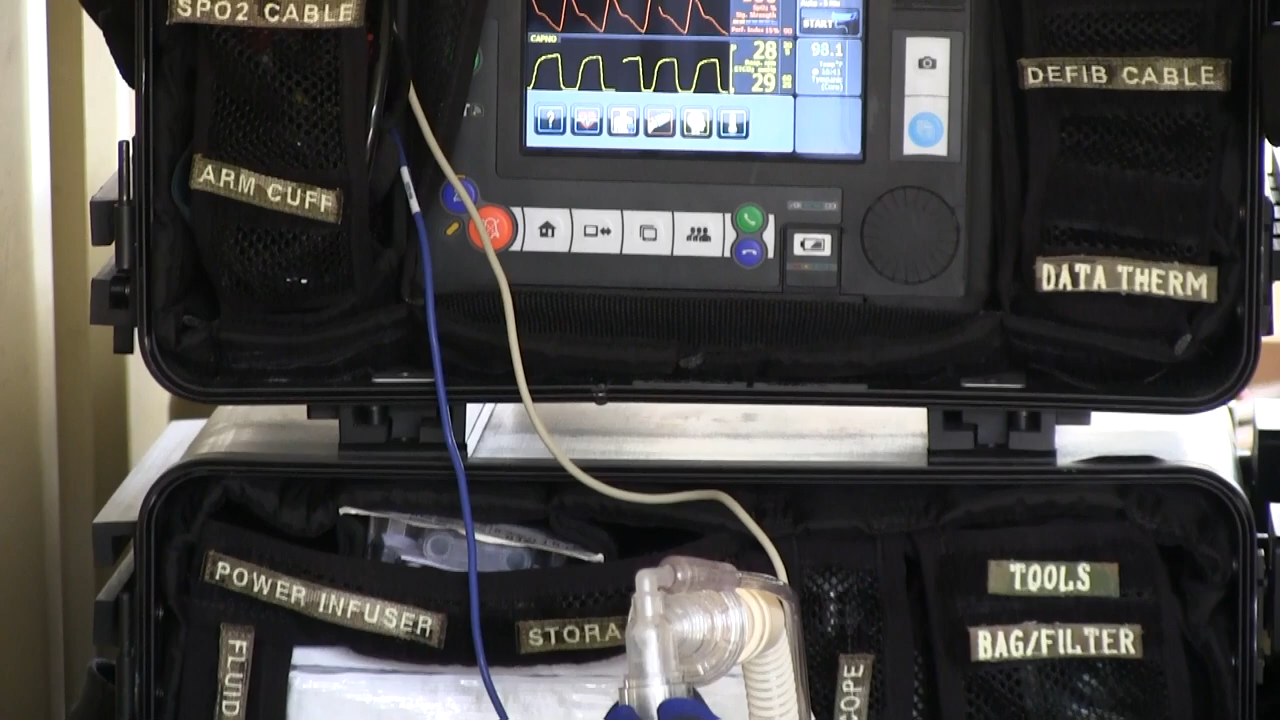 SPO2 CABLE
START
CAPNO
28
29
98.1
DEFIB CABLE
ARM CUFF
DATA THERM
POWER INFUSER
STORA
TOOLS
BAG/FILTER
FLUID
COPE